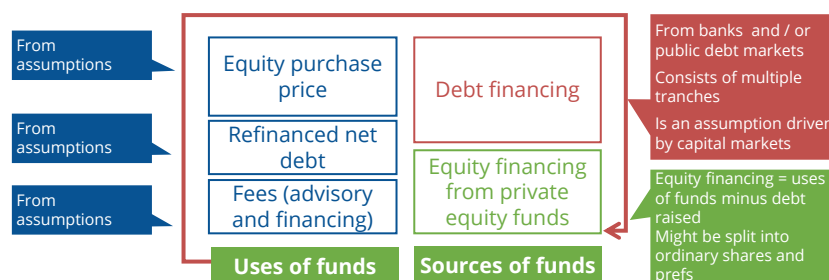 From
assumptions
From
assumptions
From
assumptions
Equity purchase
price
Refinanced net
debt
Fees (advisory
and financing)
Uses of funds
Debt financing
Equity financing
from private
equity funds
Sources of funds
From banks and / or
public debt markets
Consists of multiple
tranches
Is an assumption driven
by capital markets
Equity financing = uses
of funds minus debt
raised
Might be split into
ordinary shares and
prefs